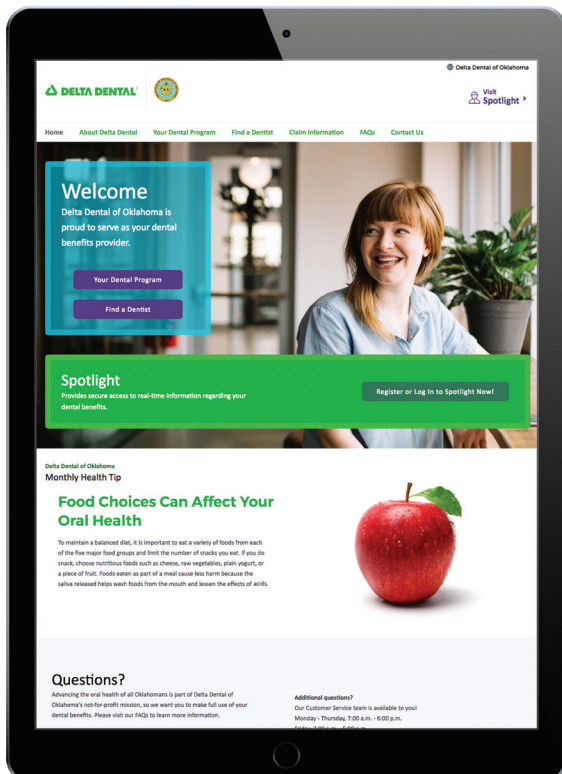 Delta Dental of Oklahoma
DELTA DENTAL®
Visit
Spotlight
Home About Delta Dental Your Dental Program Find a Dentist Claim Information FAQs Contact Us
Welcome
Delta Dental of Oklahoma is
proud to serve as your dental
benefits provider.
Your Dental Program
Find a Dentist
Spotlight
Provides secure access to real-time information regarding your
dental benefits.
Register or Log In to Spotlight Now!
Delta Dental of Oklahoma
Monthly Health Tip
Food Choices Can Affect Your
Oral Health
To maintain a balanced diet, it is important to eat a variety of foods from each
of the five major food groups and limit the number of snacks you eat. If you do
snack, choose nutritious foods such as cheese, raw vegetables, plain yogurt, or
a piece of fruit. Foods eaten as part of a meal cause less harm because the
saliva released helps wash foods from the mouth and lessen the effects of acids.
Questions?
Advancing the oral health of all Oklahomans is part of Delta Dental of
Oklahoma's not-for-profit mission, so we want you to make full use of your
dental benefits. Please visit our FAQs to learn more information.
Additional questions?
Our Customer Service team is available to you!
Monday - Thursday, 7:00 a.m. - 6:00 p.m.